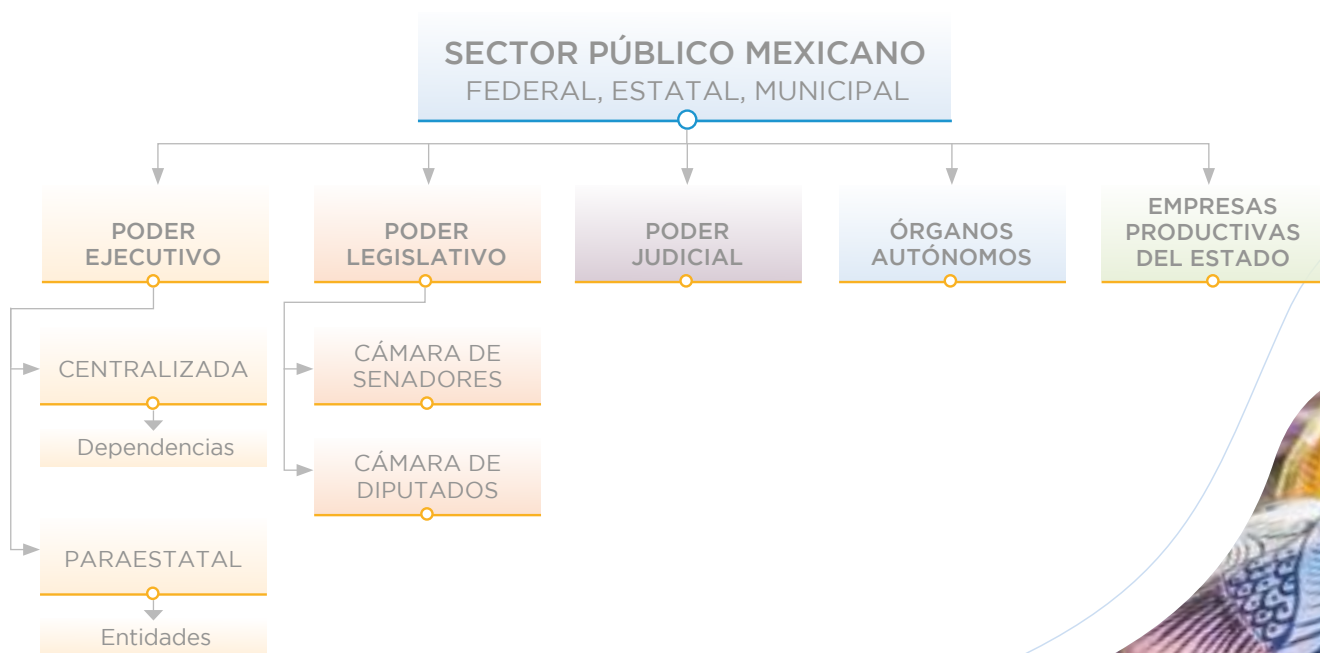 SECTOR PÚBLICO MEXICANO
FEDERAL, ESTATAL, MUNICIPAL
PODER
EJECUTIVO
PODER
LEGISLATIVO
PODER
JUDICIAL
ÓRGANOS
AUTÓNOMOS
EMPRESAS
PRODUCTIVAS
DEL ESTADO
CENTRALIZADA
Dependencias
PARAESTATAL
Entidades
CÁMARA DE
SENADORES
CÁMARA DE
DIPUTADOS